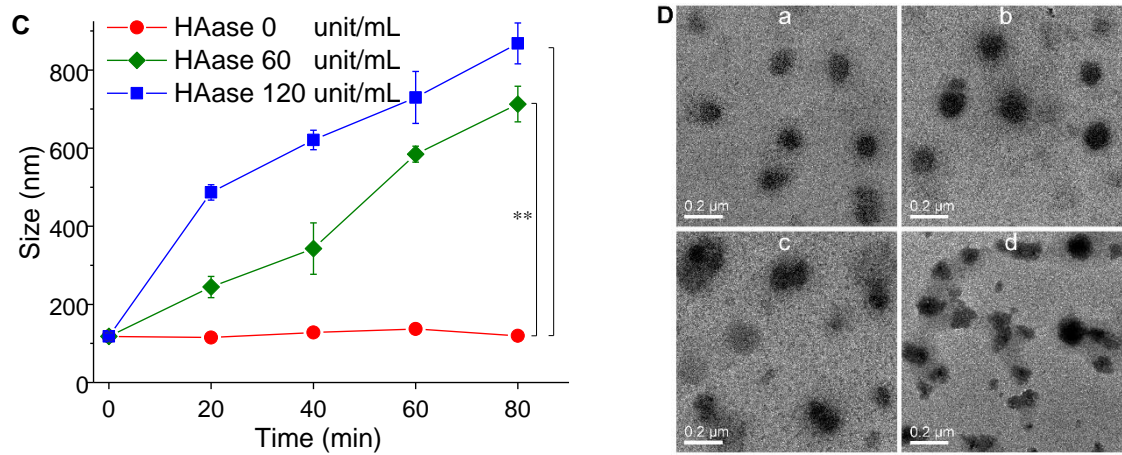 C
HAase 0 unit/mL
HAase 60 unit/mL
HAase 120 unit/mL
800
600
400
200
0
Size (nm)
0 20 40 60 80
Time (min)
**
D
a
0.2 μm
b
0.2 μm
c
0.2 μm
d
0.2 μm